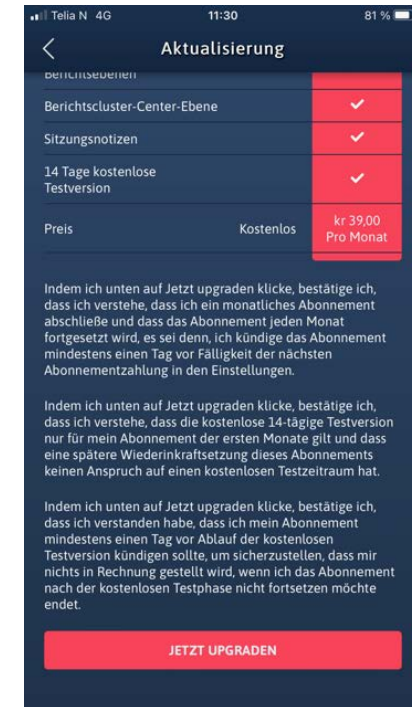 Telia N 4G 11:30 81 %
Aktualisierung
Berichtsebenen
Berichtscluster-Center-Ebene
Sitzungsnotizen
14 Tage kostenlose
Testversion
Preis Kostenlos kr 39,00
Pro Monat
Indem ich unten auf Jetzt upgraden klicke, bestätige ich,
dass ich verstehe, dass ich ein monatliches Abonnement
abschließe und dass das Abonnement jeden Monat
fortgesetzt wird, es sei denn, ich kündige das Abonnement
mindestens einen Tag vor Fälligkeit der nächsten
Abonnementzahlung in den Einstellungen.
Indem ich unten auf Jetzt upgraden klicke, bestätige ich,
dass ich verstehe, dass die kostenlose 14-tägige Testversion
nur für mein Abonnement der ersten Monate gilt und dass
eine spätere Wiederinkraftsetzung dieses Abonnements
keinen Anspruch auf einen kostenlosen Testzeitraum hat.
Indem ich unten auf Jetzt upgraden klicke, bestätige ich,
dass ich verstanden habe, dass ich mein Abonnement
mindestens einen Tag vor Ablauf der kostenlosen
Testversion kündigen sollte, um sicherzustellen, dass mir
nichts in Rechnung gestellt wird, wenn ich das Abonnement
nach der kostenlosen Testphase nicht fortsetzen möchte
endet.
JETZT UPGRADEN